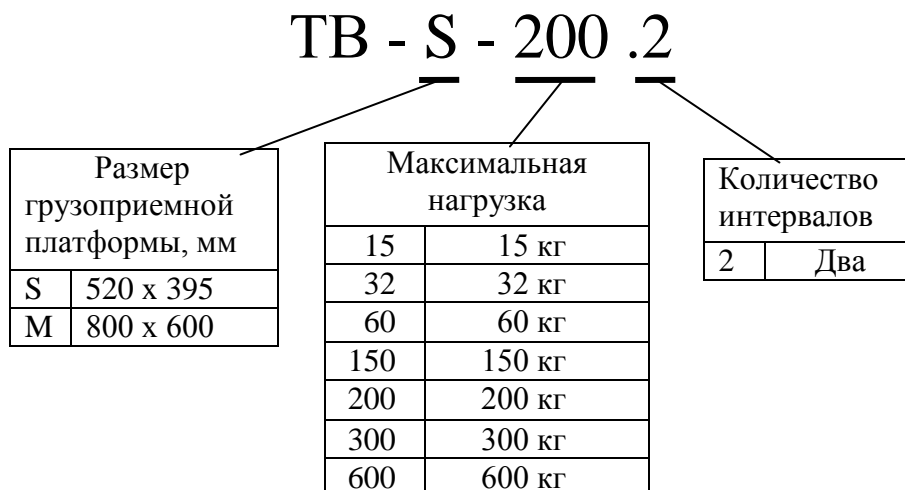 ТВ - S - 200 .2
Размер
грузоприемной
платформы, мм
S 520 x 395
M 800 x 600
Максимальная
нагрузка
15 15 кг
32 32 кг
60 60 кг
150 150 кг
200 200 кг
300 300 кг
600 600 кг
Количество
интервалов
2 Два